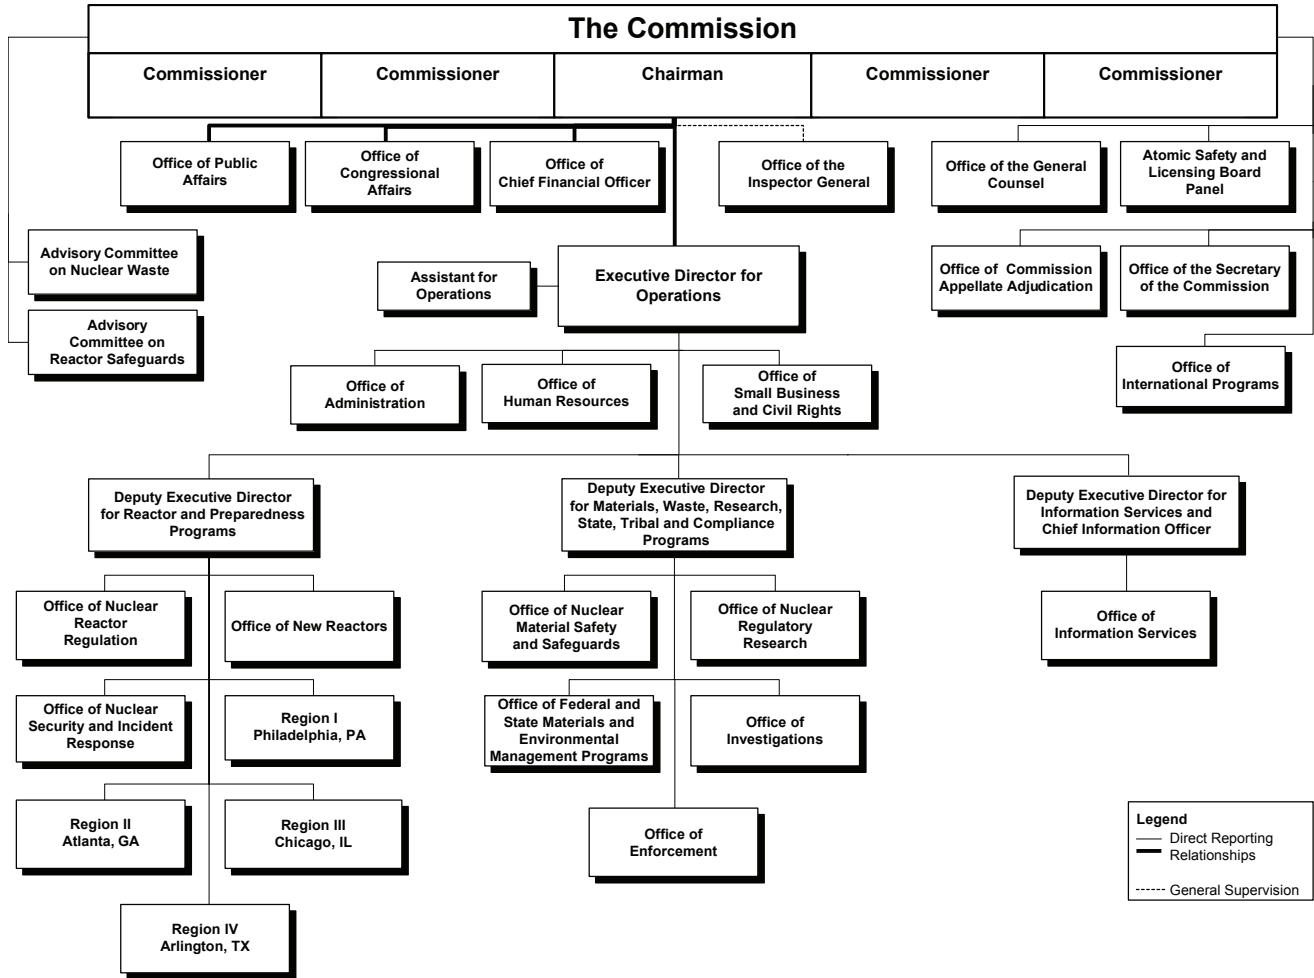 The Commission
Commissioner
Commissioner
Chairman
Commissioner
Commissioner
Office of Public
Affairs
Office of
Congressional
Affairs
Office of
Chief Financial Officer
Office of the
Inspector General
Office of the General
Counsel
Atomic Safety and
Licensing Board
Panel
Advisory Committee
on Nuclear Waste
Assistant for
Operations
Executive Director for
Operations
Office of Commission
Appellate Adjudication
Office of the Secretary
of the Commission
Advisory
Committee on
Reactor Safeguards
Office of
International Programs
Office of
Administration
Office of
Human Resources
Office of
Small Business
and Civil Rights
Deputy Executive Director
for Reactor and Preparedness
Programs
Deputy Executive Director
for Materials, Waste, Research,
State, Tribal and Compliance
Programs
Deputy Executive Director for
Information Services and
Chief Information Officer
Office of Nuclear
Reactor
Regulation
Office of New Reactors
Office of Nuclear
Material Safety
and Safeguards
Office of Nuclear
Regulatory
Research
Office of
Information Services
Office of Nuclear
Security and Incident
Response
Region I
Philadelphia, PA
Office of Federal and
State Materials and
Environmental
Management Programs
Office of
Investigations
Region II
Atlanta, GA
Region III
Chicago, IL
Office of
Enforcement
Region IV
Arlington, TX
Legend
Direct Reporting
Relationships
General Supervision